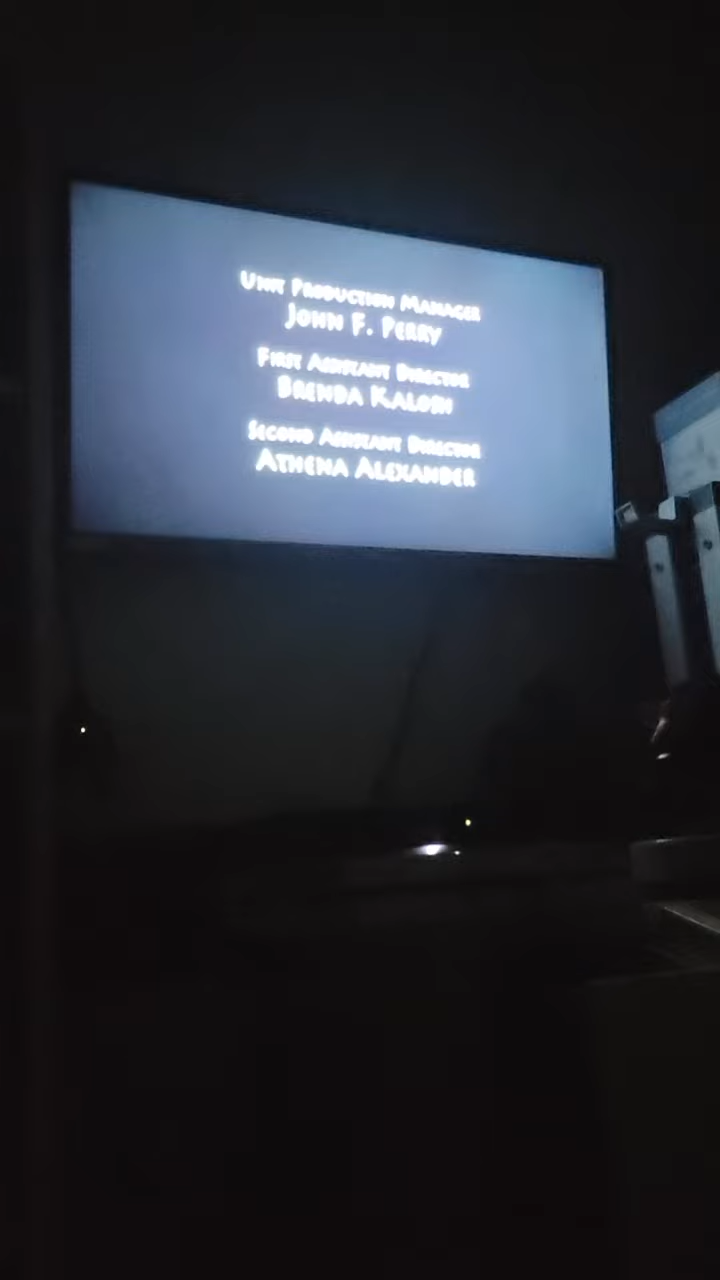 Unit Production Manager
John F. Perry
First Assistant Director
Brenda Kalosh
Second Assistant Director
Athena Alexander